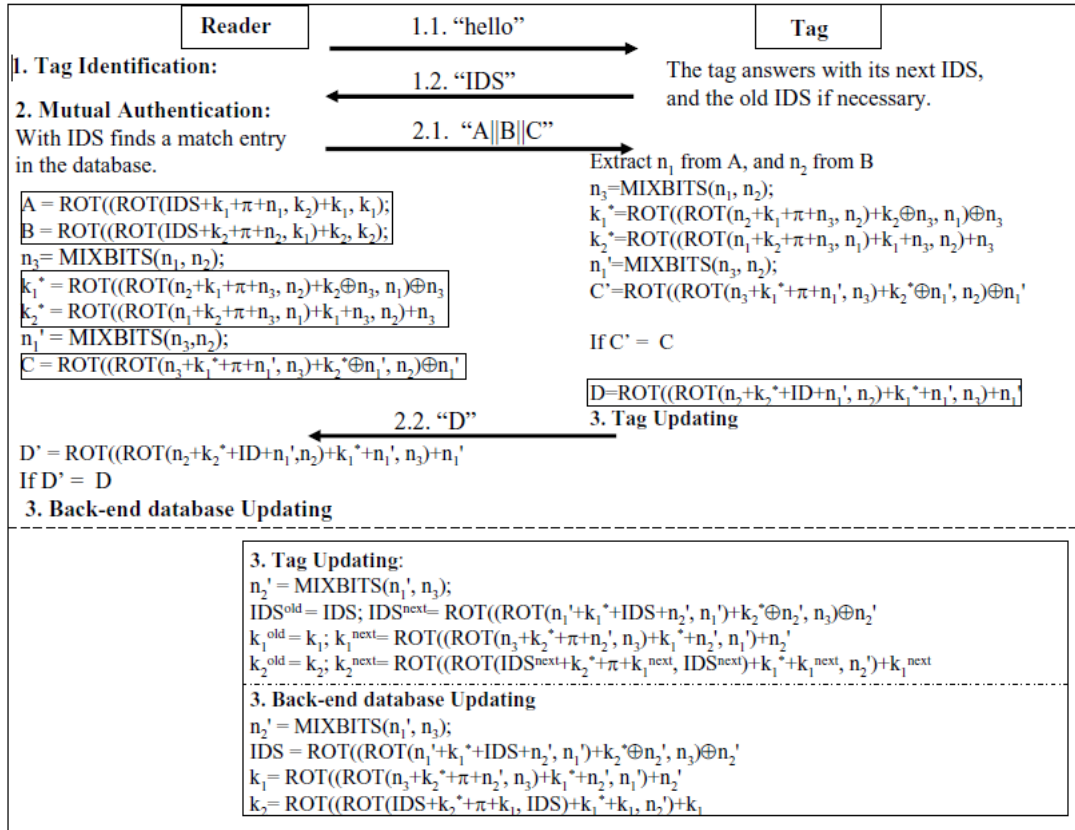 Reader
1.1. “hello”
Tag
1. Tag Identification:
1.2. “IDS”
The tag answers with its next IDS,
and the old IDS if necessary.
2. Mutual Authentication:
With IDS finds a match entry
in the database.
2.1. “A||B||C”
A = ROT((ROT(IDS+k₁+π+n₁, k₂)+k₁, k₁);
B = ROT((ROT(IDS+k₂+π+n₂, k₁)+k₂, k₂);
n₃= MIXBITS(n₁, n₂);
k₁* = ROT((ROT(n₂+k₁+π+n₃, n₂)+k₂⊕n₃, n₁)⊕n₃
k₂* = ROT((ROT(n₁+k₂+π+n₃, n₁)+k₁+n₃, n₂)+n₃
n₁' = MIXBITS(n₃,n₂);
C = ROT((ROT(n₃+k₁*+π+n₁', n₃)+k₂*⊕n₁', n₂)⊕n₁'
Extract n₁ from A, and n₂ from B
n₃=MIXBITS(n₁, n₂);
k₁*=ROT((ROT(n₂+k₁+π+n₃, n₂)+k₂⊕n₃, n₁)⊕n₃
k₂*=ROT((ROT(n₁+k₂+π+n₃, n₁)+k₁+n₃, n₂)+n₃
n₁'=MIXBITS(n₃, n₂);
C’=ROT((ROT(n₃+k₁*+π+n₁', n₃)+k₂*⊕n₁', n₂)⊕n₁'
If C’ = C
D=ROT((ROT(n₂+k₂*+ID+n₁', n₂)+k₁*+n₁', n₃)+n₁'
3. Tag Updating
2.2. “D”
D’ = ROT((ROT(n₂+k₂*+ID+n₁',n₂)+k₁*+n₁', n₃)+n₁'
If D’ = D
3. Back-end database Updating
3. Tag Updating:
n₂' = MIXBITS(n₁', n₃);
IDSᵒˡᵈ = IDS; IDSⁿᵉˣᵗ= ROT((ROT(n₁'+k₁*+IDS+n₂', n₁')+k₂*⊕n₂', n₃)⊕n₂'
k₁ᵒˡᵈ = k₁; k₁ⁿᵉˣᵗ= ROT((ROT(n₃+k₂*+π+n₂', n₃)+k₁*+n₂', n₁')+n₂'
k₂ᵒˡᵈ = k₂; k₂ⁿᵉˣᵗ= ROT((ROT(IDSⁿᵉˣᵗ+k₂*+π+k₁ⁿᵉˣᵗ, IDSⁿᵉˣᵗ)+k₁*+k₁ⁿᵉˣᵗ, n₂')+k₁ⁿᵉˣᵗ
3. Back-end database Updating
n₂' = MIXBITS(n₁', n₃);
IDS = ROT((ROT(n₁'+k₁*+IDS+n₂', n₁')+k₂*⊕n₂', n₃)⊕n₂'
k₁= ROT((ROT(n₃+k₂*+π+n₂', n₃)+k₁*+n₂', n₁')+n₂'
k₂= ROT((ROT(IDS+k₂*+π+k₁, IDS)+k₁*+k₁, n₂')+k₁